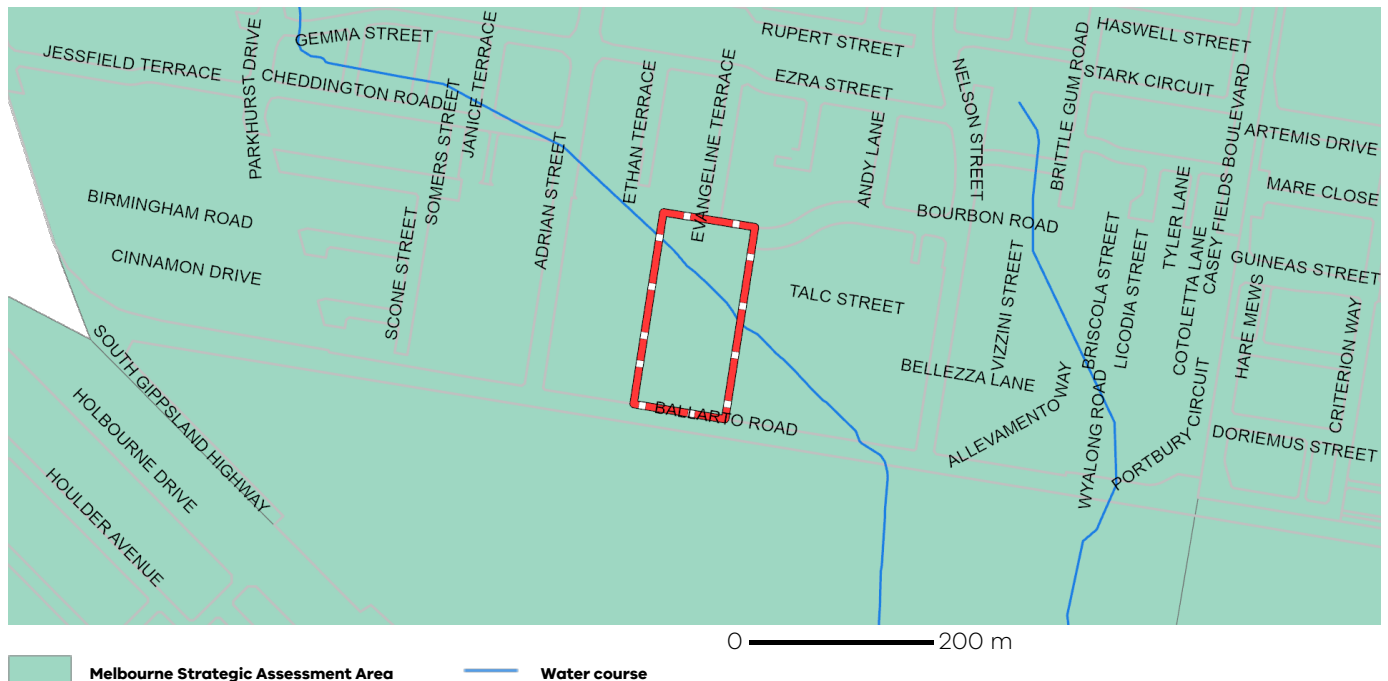 GEMMA STREET
JESSFIELD TERRACE
PARKHURST DRIVE
CHEDDINGTON ROAD
SOMERS STREET
JANICE TERRACE
ADRIAN STREET
ETHAN TERRACE
EVANGELINE TERRACE
RUPERT STREET
EZRA STREET
ANDY LANE
NELSON STREET
BRITTLE GUM ROAD
HASWELL STREET
STARK CIRCUIT
CASEY FIELDS BOULEVARD
ARTEMIS DRIVE
MARE CLOSE
BIRMINGHAM ROAD
CINNAMON DRIVE
SCONE STREET
BOURBON ROAD
TALC STREET
VIZZINI STREET
BRISCOLA STREET
LICODIA STREET
TYLER LANE
COTOLETTA LANE
GUINEAS STREET
HARE MEWS
CRITERION WAY
SOUTH GIPPSLAND HIGHWAY
HOLBOURNE DRIVE
HOULDER AVENUE
BALLARTO ROAD
BELLEZZA LANE
ALLEVAMENTO WAY
WYALONG ROAD
PORTBURY CIRCUIT
DORIEMUS STREET
0 200 m
Melbourne Strategic Assessment Area Water course